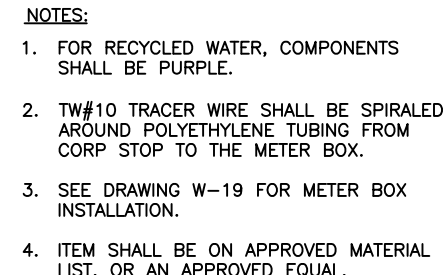 NOTES:
1. FOR RECYCLED WATER, COMPONENTS
SHALL BE PURPLE.
2. TW#10 TRACER WIRE SHALL BE SPIRALED
AROUND POLYETHYLENE TUBING FROM
CORP STOP TO THE METER BOX.
3. SEE DRAWING W-19 FOR METER BOX
INSTALLATION.
4. ITEM SHALL BE ON APPROVED MATERIAL
LIST, OR AN APPROVED EQUAL.